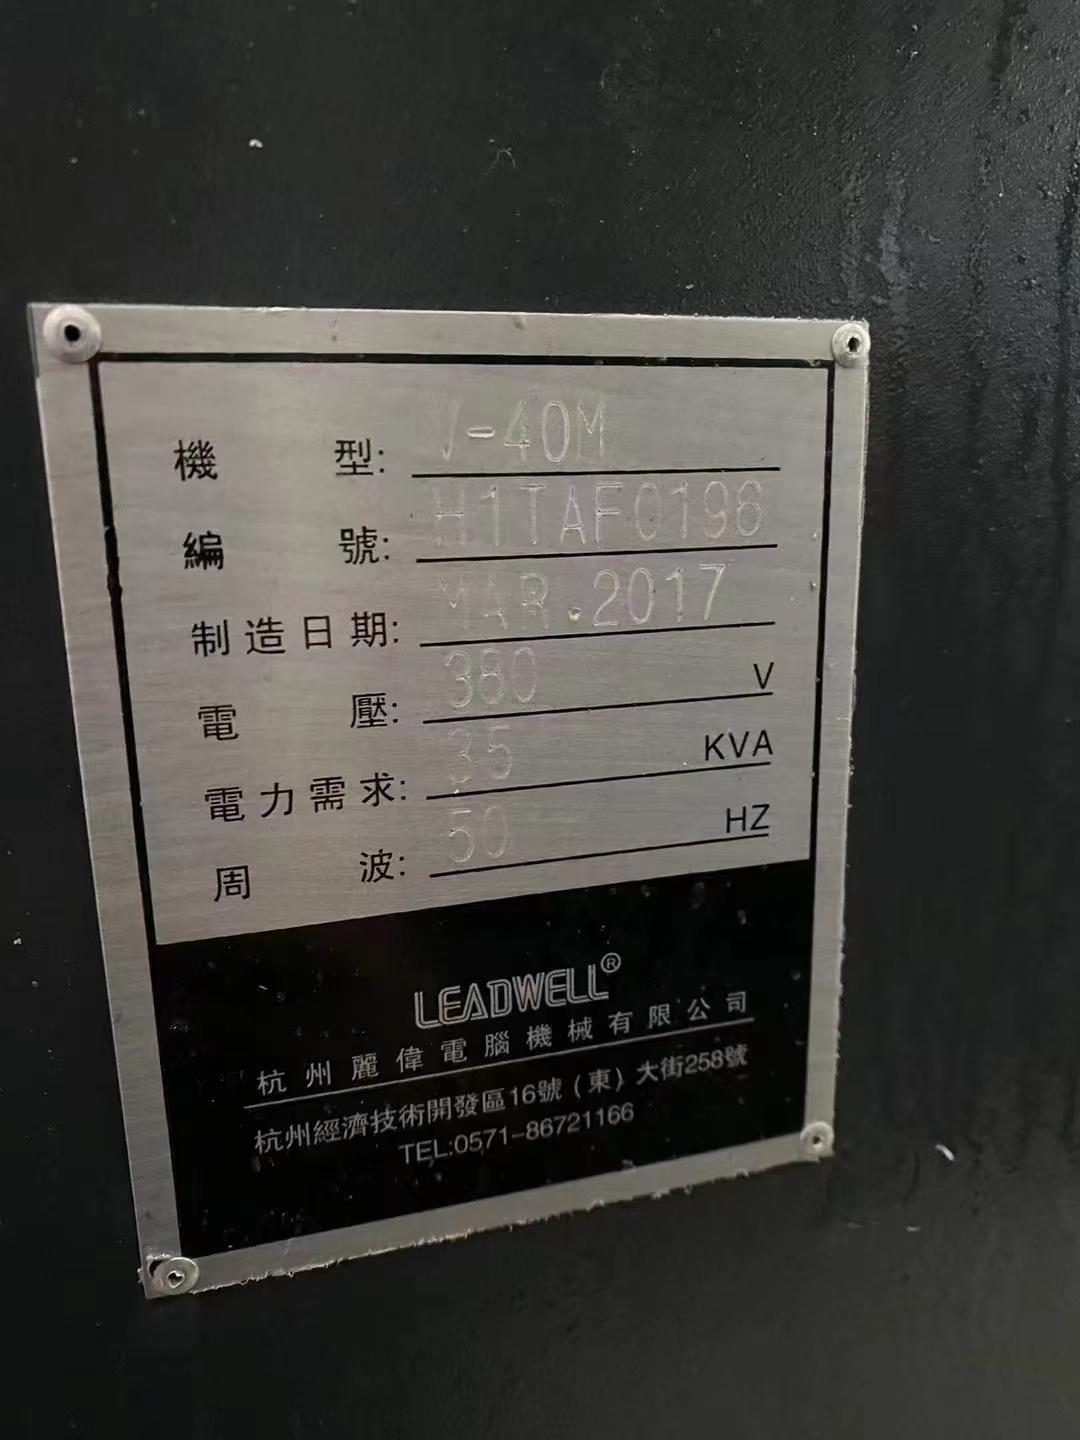 機 型: V-40M
編 號: H1TAFC196
制造日期: MAR.2017
電 壓: 380 V
電力需求: 35 KVA
周 波: 50 HZ
LEADWELL®
杭州麗偉電腦機械有限公司
杭州經濟技術開發區16號(東)大街258號
TEL:0571-86721166